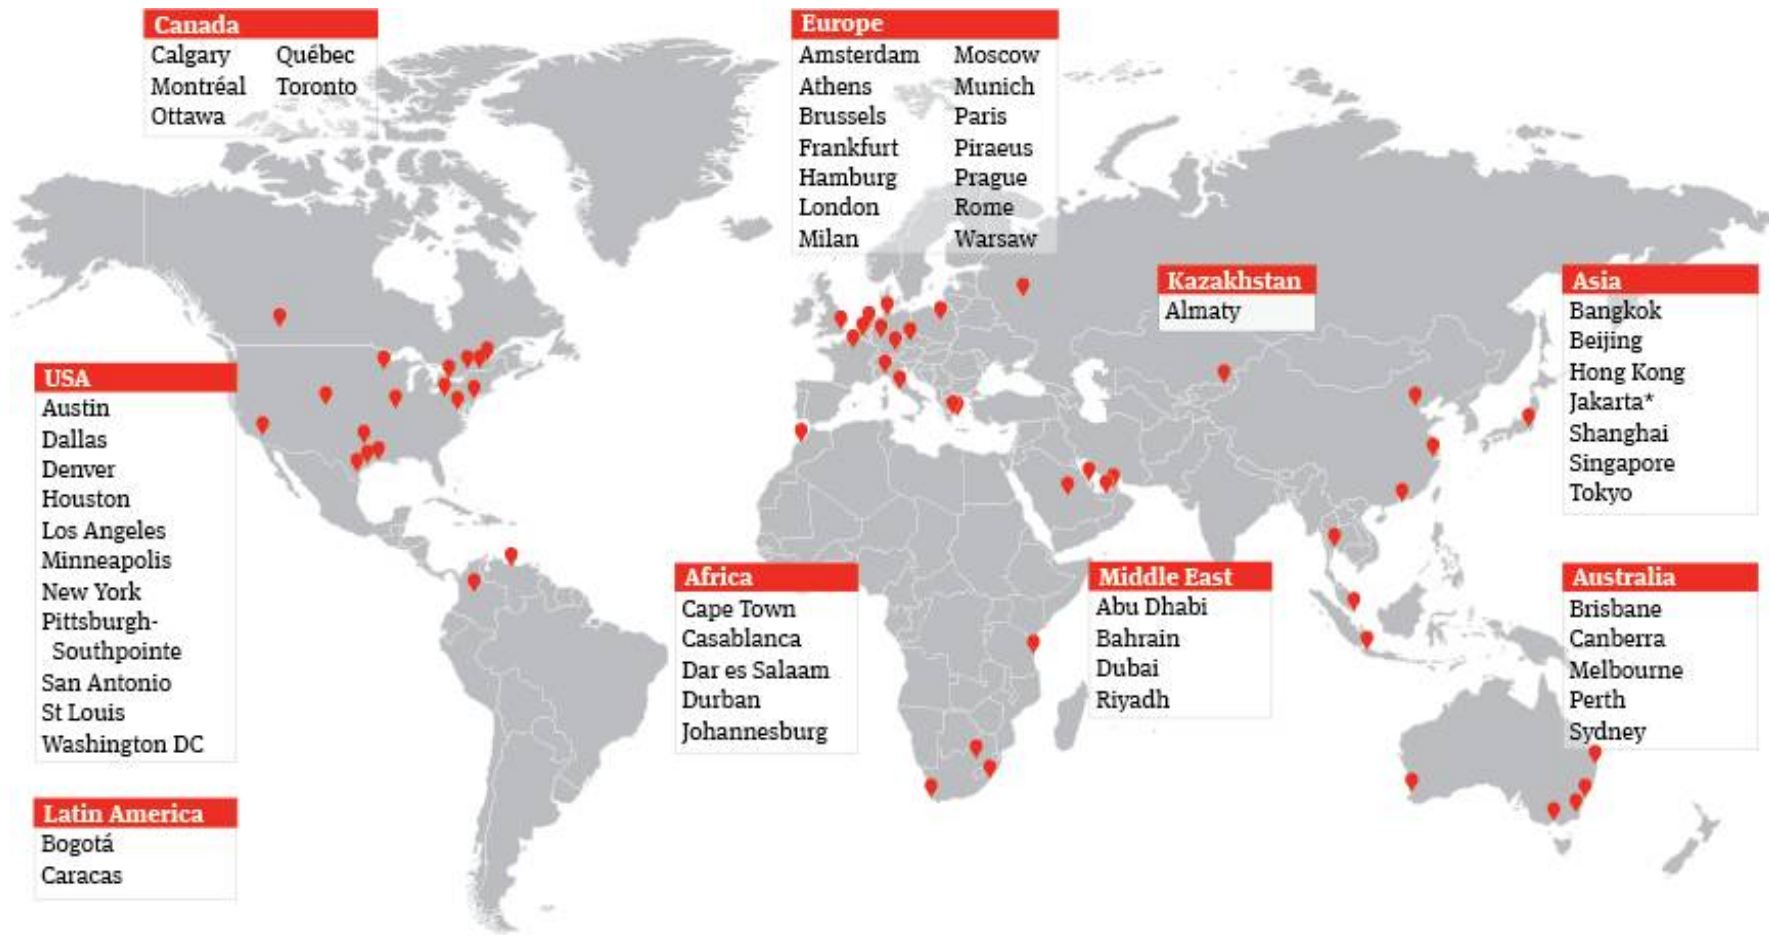 Canada
Calgary Québec
Montréal Toronto
Ottawa
Europe
Amsterdam Moscow
Athens Munich
Brussels Paris
Frankfurt Piraeus
Hamburg Prague
London Rome
Milan Warsaw
Kazakhstan
Almaty
Asia
Bangkok
Beijing
Hong Kong
Jakarta*
Shanghai
Singapore
Tokyo
USA
Austin
Dallas
Denver
Houston
Los Angeles
Minneapolis
New York
Pittsburgh-
Southpointe
San Antonio
St Louis
Washington DC
Africa
Cape Town
Casablanca
Dar es Salaam
Durban
Johannesburg
Middle East
Abu Dhabi
Bahrain
Dubai
Riyadh
Australia
Brisbane
Canberra
Melbourne
Perth
Sydney
Latin America
Bogotá
Caracas